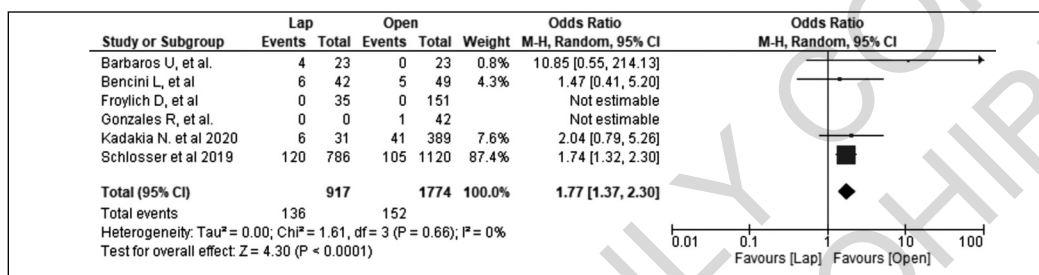 Lap Open Odds Ratio Odds Ratio
Study or Subgroup Events Total Events Total Weight M-H, Random, 95% CI M-H, Random, 95% CI
Barbaros U, et al. 4 23 0 23 0.8% 10.85 [0.55, 214.13]
Bencini L, et al 6 42 5 49 4.3% 1.47 [0.41, 5.20]
Froylich D, et al 0 35 0 151 Not estimable
Gonzales R, et al. 0 0 1 42 Not estimable
Kadakia N. et al 2020 6 31 41 389 7.6% 2.04 [0.79, 5.26]
Schlosser et al 2019 120 786 105 1120 87.4% 1.74 [1.32, 2.30]
Total (95% CI) 917 1774 100.0% 1.77 [1.37, 2.30]
Total events 136 152
Heterogeneity: Tau² = 0.00; Chi² = 1.61, df = 3 (P = 0.66); I² = 0%
Test for overall effect: Z = 4.30 (P < 0.0001)
0.01 0.1 1 10 100
Favours [Lap] Favours [Open]